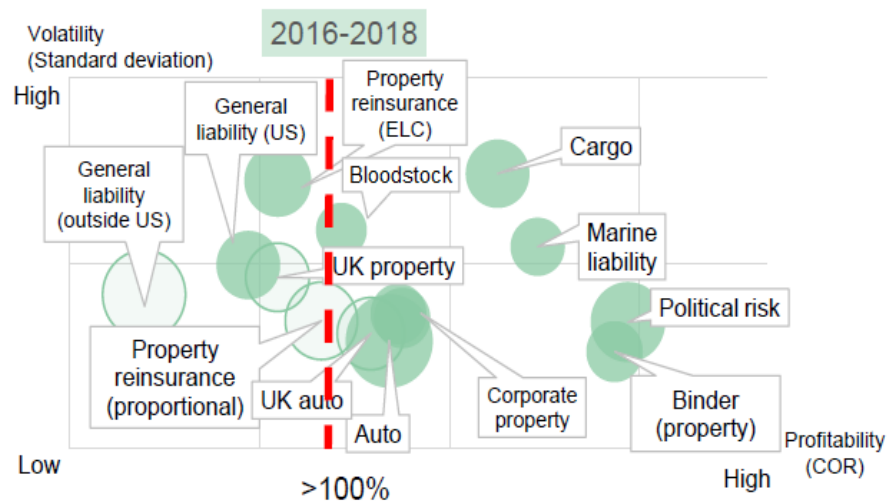 Volatility
(Standard deviation)
2016-2018
High
General
liability (US)
Property
reinsurance
(ELC)
General
liability
(outside US)
Bloodstock
Cargo
Marine
liability
UK property
Political risk
Property
reinsurance
(proportional)
UK auto
Auto
Corporate
property
Binder
(property)
Profitability
(COR)
Low
>100%
High